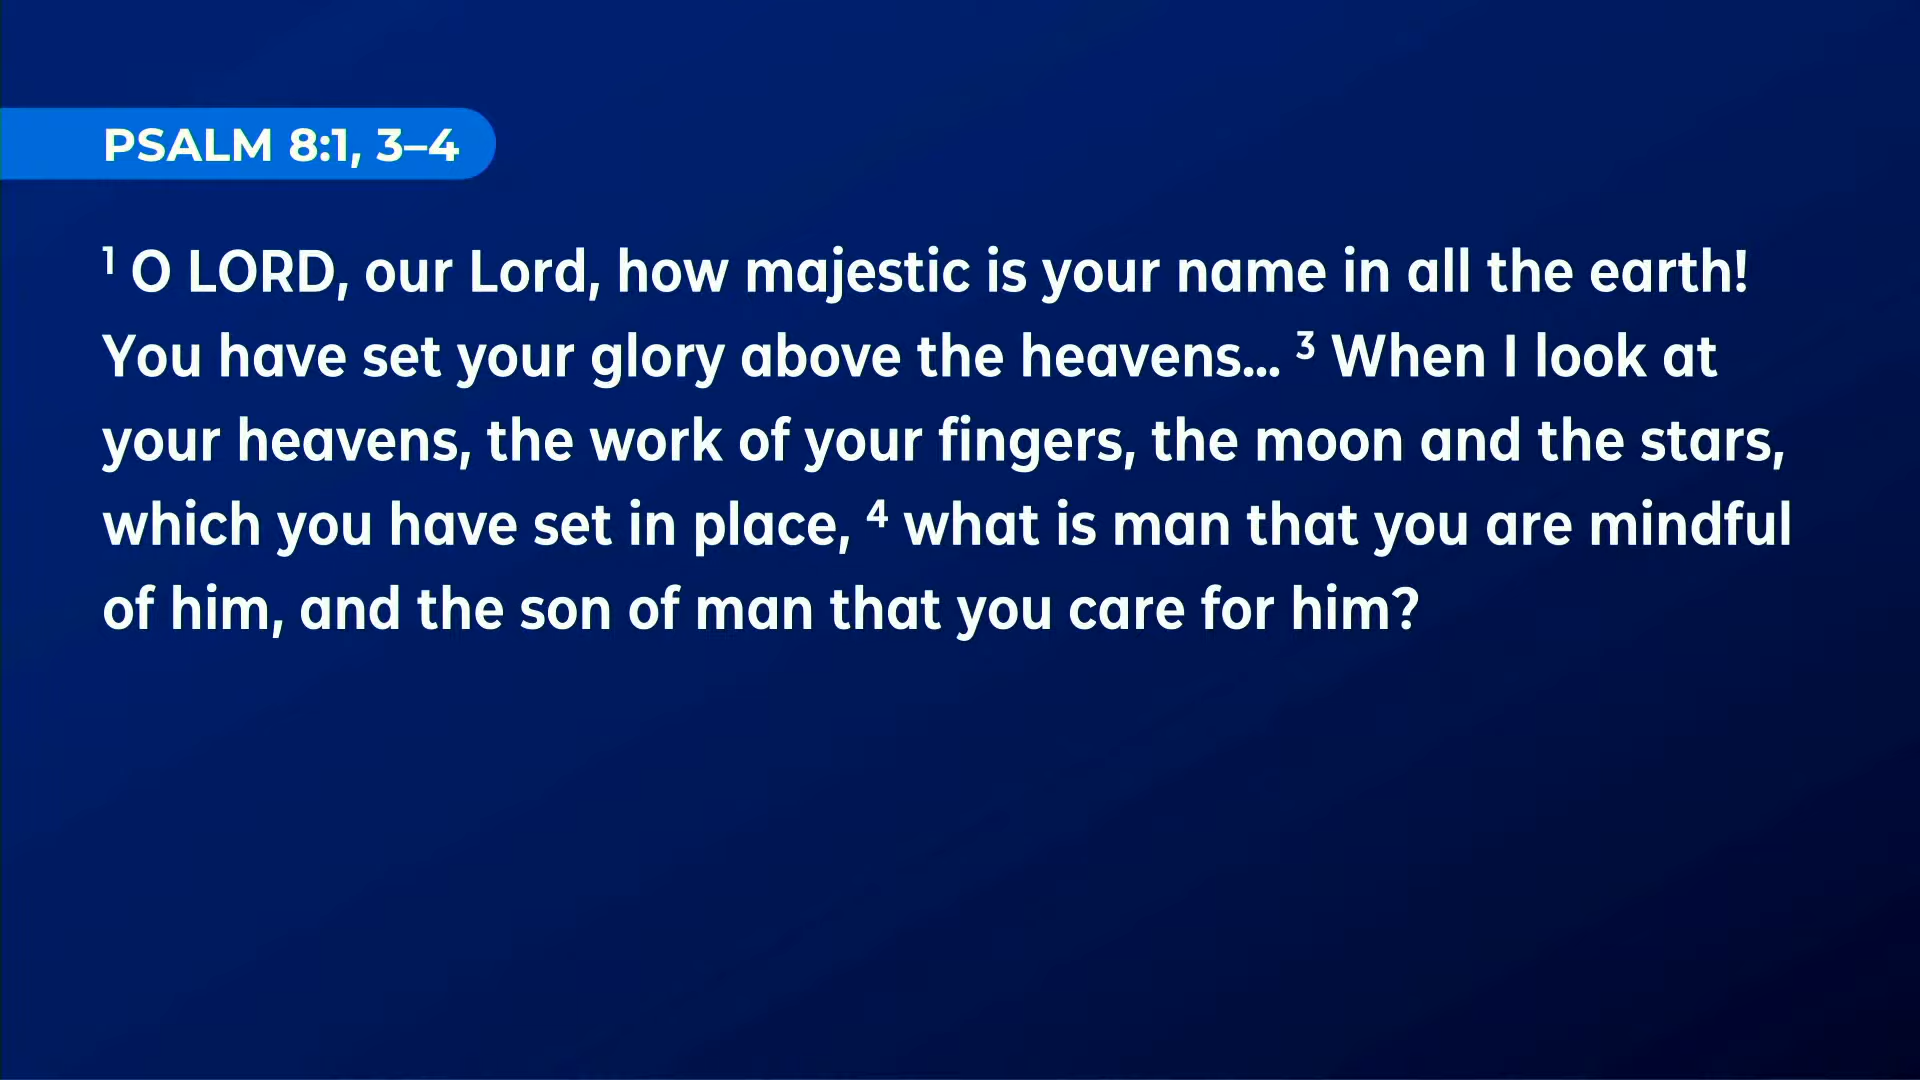 PSALM 8:1, 3–4
¹ O LORD, our Lord, how majestic is your name in all the earth!
You have set your glory above the heavens... ³ When I look at
your heavens, the work of your fingers, the moon and the stars,
which you have set in place, ⁴ what is man that you are mindful
of him, and the son of man that you care for him?